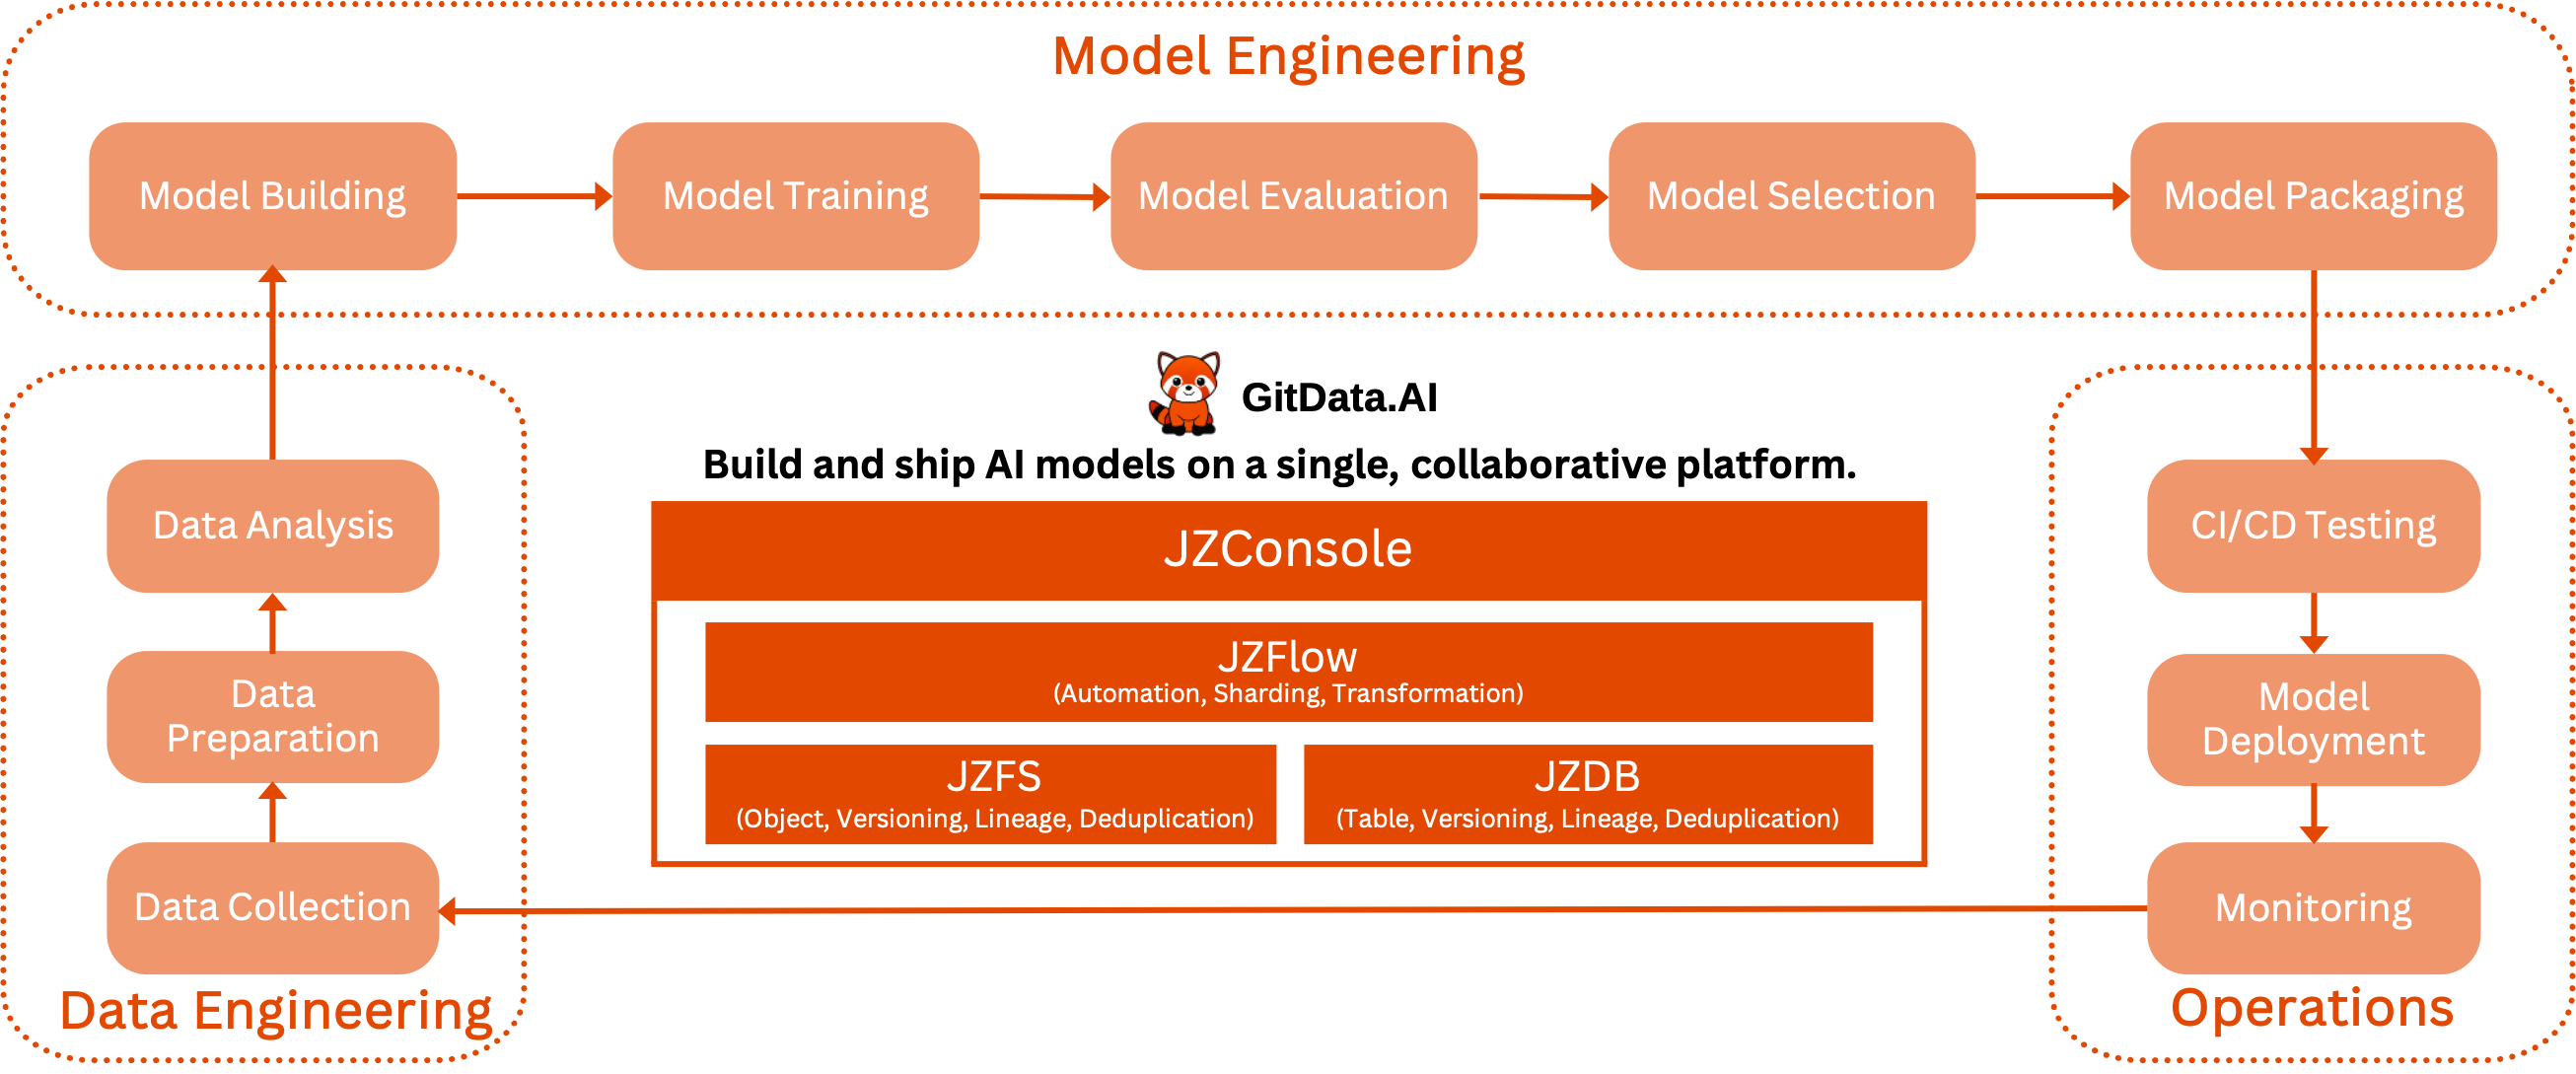 Model Engineering
Model Building
Model Training
Model Evaluation
Model Selection
Model Packaging
GitData.AI
Build and ship AI models on a single, collaborative platform.
JZConsole
JZFlow
(Automation, Sharding, Transformation)
JZFS
(Object, Versioning, Lineage, Deduplication)
JZDB
(Table, Versioning, Lineage, Deduplication)
Data Analysis
Data
Preparation
Data Collection
Data Engineering
CI/CD Testing
Model
Deployment
Monitoring
Operations